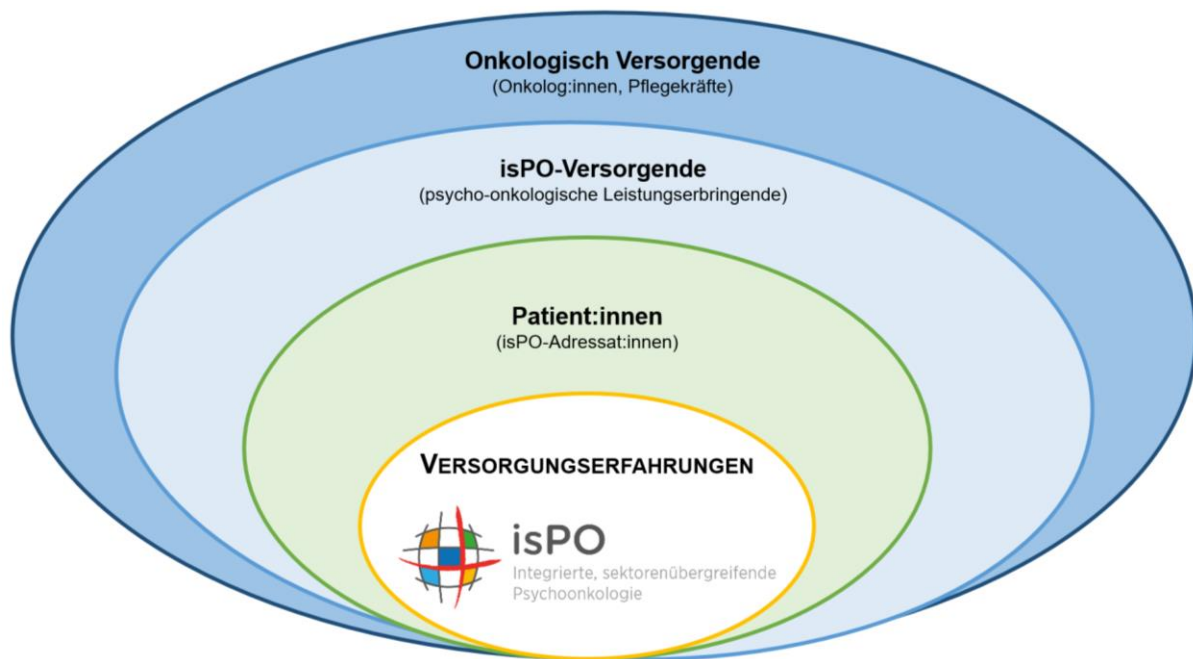 Onkologisch Versorgende
(Onkolog:innen, Pflegekräfte)
isPO-Versorgende
(psycho-onkologische Leistungserbringende)
Patient:innen
(isPO-Adressat:innen)
VERSORGUNGSERFAHRUNGEN
isPO
Integrierte, sektorenübergreifende
Psychoonkologie